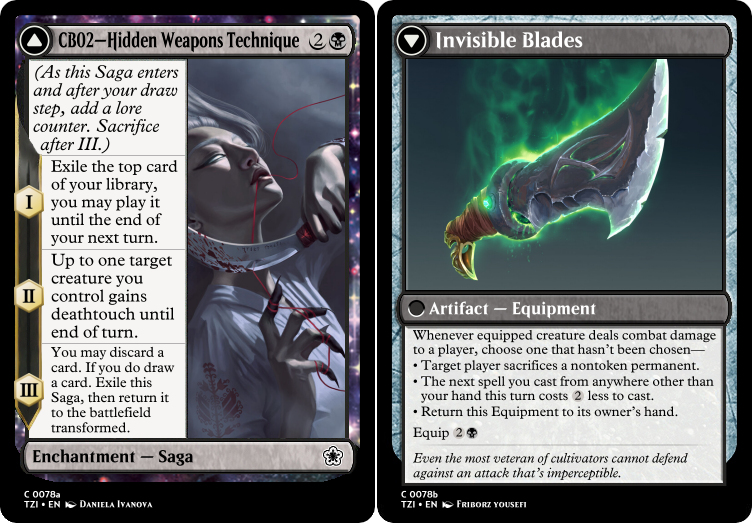 CB02—Hidden Weapons Technique 2
(As this Saga enters
and after your draw
step, add a lore
counter. Sacrifice
after III.)
I
Exile the top card
of your library,
you may play it
until the end of
your next turn.
II
Up to one target
creature you
control gains
deathtouch until
end of turn.
III
You may discard a
card. If you do draw
a card. Exile this
Saga, then return it
to the battlefield
transformed.
Enchantment — Saga
C 0078a
TZI • EN Daniela Ivanova
Invisible Blades
Artifact — Equipment
Whenever equipped creature deals combat damage
to a player, choose one that hasn't been chosen—
• Target player sacrifices a nontoken permanent.
• The next spell you cast from anywhere other than
your hand this turn costs 2 less to cast.
• Return this Equipment to its owner's hand.
Equip 2
Even the most veteran of cultivators cannot defend
against an attack that's imperceptible.
C 0078b
TZI • EN Friborz yousefi